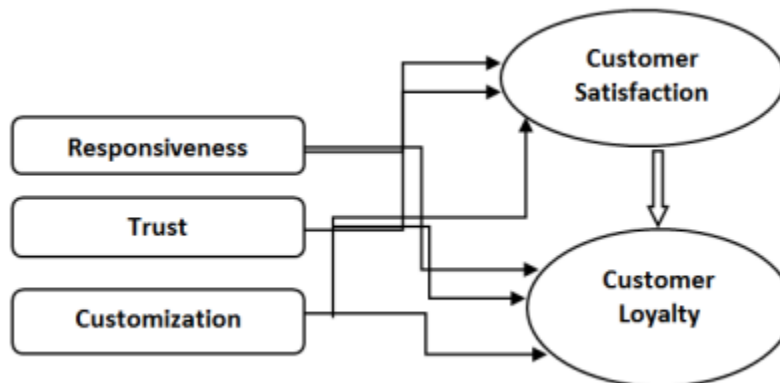 Customer
Satisfaction
Responsiveness
Trust
Customization
Customer
Loyalty